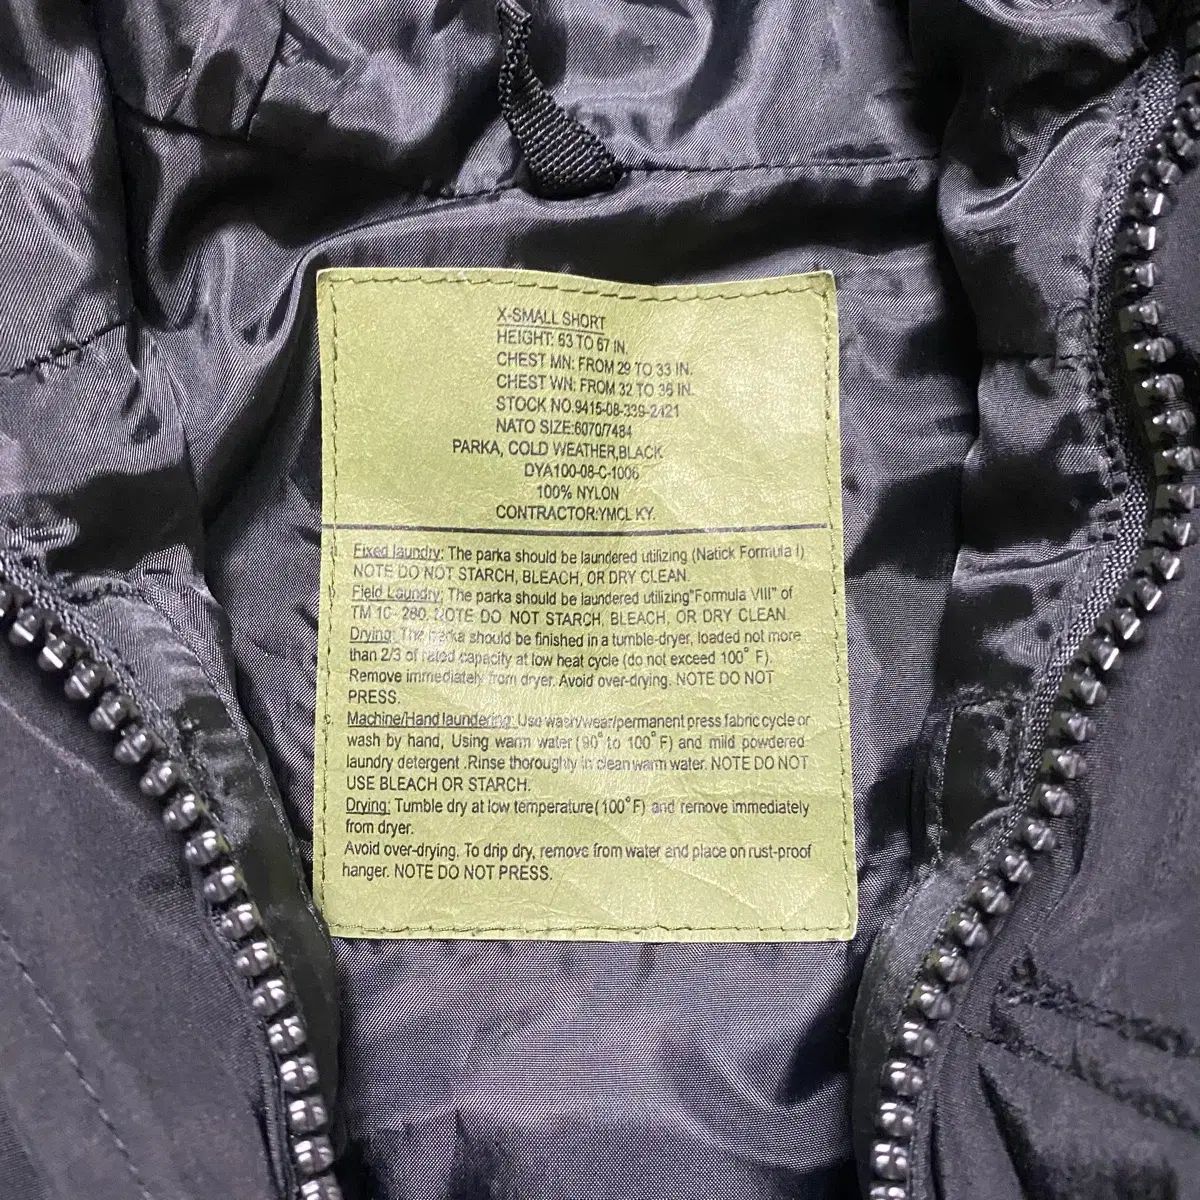 X-SMALL SHORT
HEIGHT: 63 TO 67 IN.
CHEST MN: FROM 29 TO 33 IN.
CHEST WN: FROM 32 TO 36 IN.
STOCK NO.9415-08-339-2421
NATO SIZE:6070/7484
PARKA, COLD WEATHER,BLACK
DYA100-08-C-1006
100% NYLON
CONTRACTOR:YMCL KY.
a. Fixed laundry: The parka should be laundered utilizing (Natick Formula I)
NOTE DO NOT STARCH, BLEACH, OR DRY CLEAN.
b. Field Laundry: The parka should be laundered utilizing"Formula VIII" of
TM 10- 280. NOTE DO NOT STARCH, BLEACH, OR DRY CLEAN.
Drying: The parka should be finished in a tumble-dryer, loaded not more
than 2/3 of rated capacity at low heat cycle (do not exceed 100° F).
Remove immediately from dryer. Avoid over-drying. NOTE DO NOT
PRESS.
c. Machine/Hand laundering: Use wash/wear/permanent press fabric cycle or
wash by hand, Using warm water (90° to 100° F) and mild powdered
laundry detergent .Rinse thoroughly in clean warm water. NOTE DO NOT
USE BLEACH OR STARCH.
Drying: Tumble dry at low temperature( 100°F) and remove immediately
from dryer.
Avoid over-drying. To drip dry, remove from water and place on rust-proof
hanger. NOTE DO NOT PRESS.